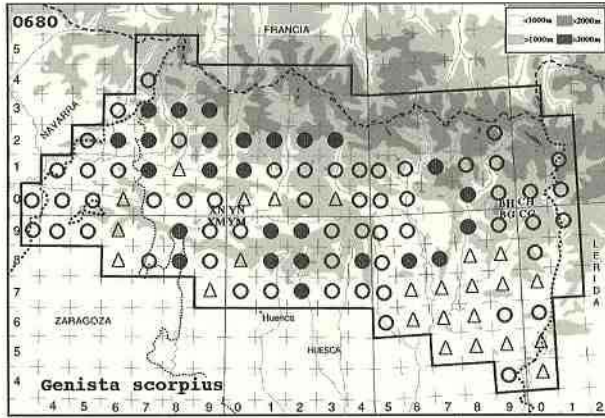 0680
FRANCIA
<1000m >2000m
>1000m >3000m
NAVARRA
5
4
3
2
1
0
9
8
7
6
5
4
XN YN
XM YM
BH CH
BG CG
LERIDA
ZARAGOZA
Huesca
HUESCA
Genista scorpius
4 5 6 7 8 9 0 1 2 3 4 5 6 7 8 9 0 1 2